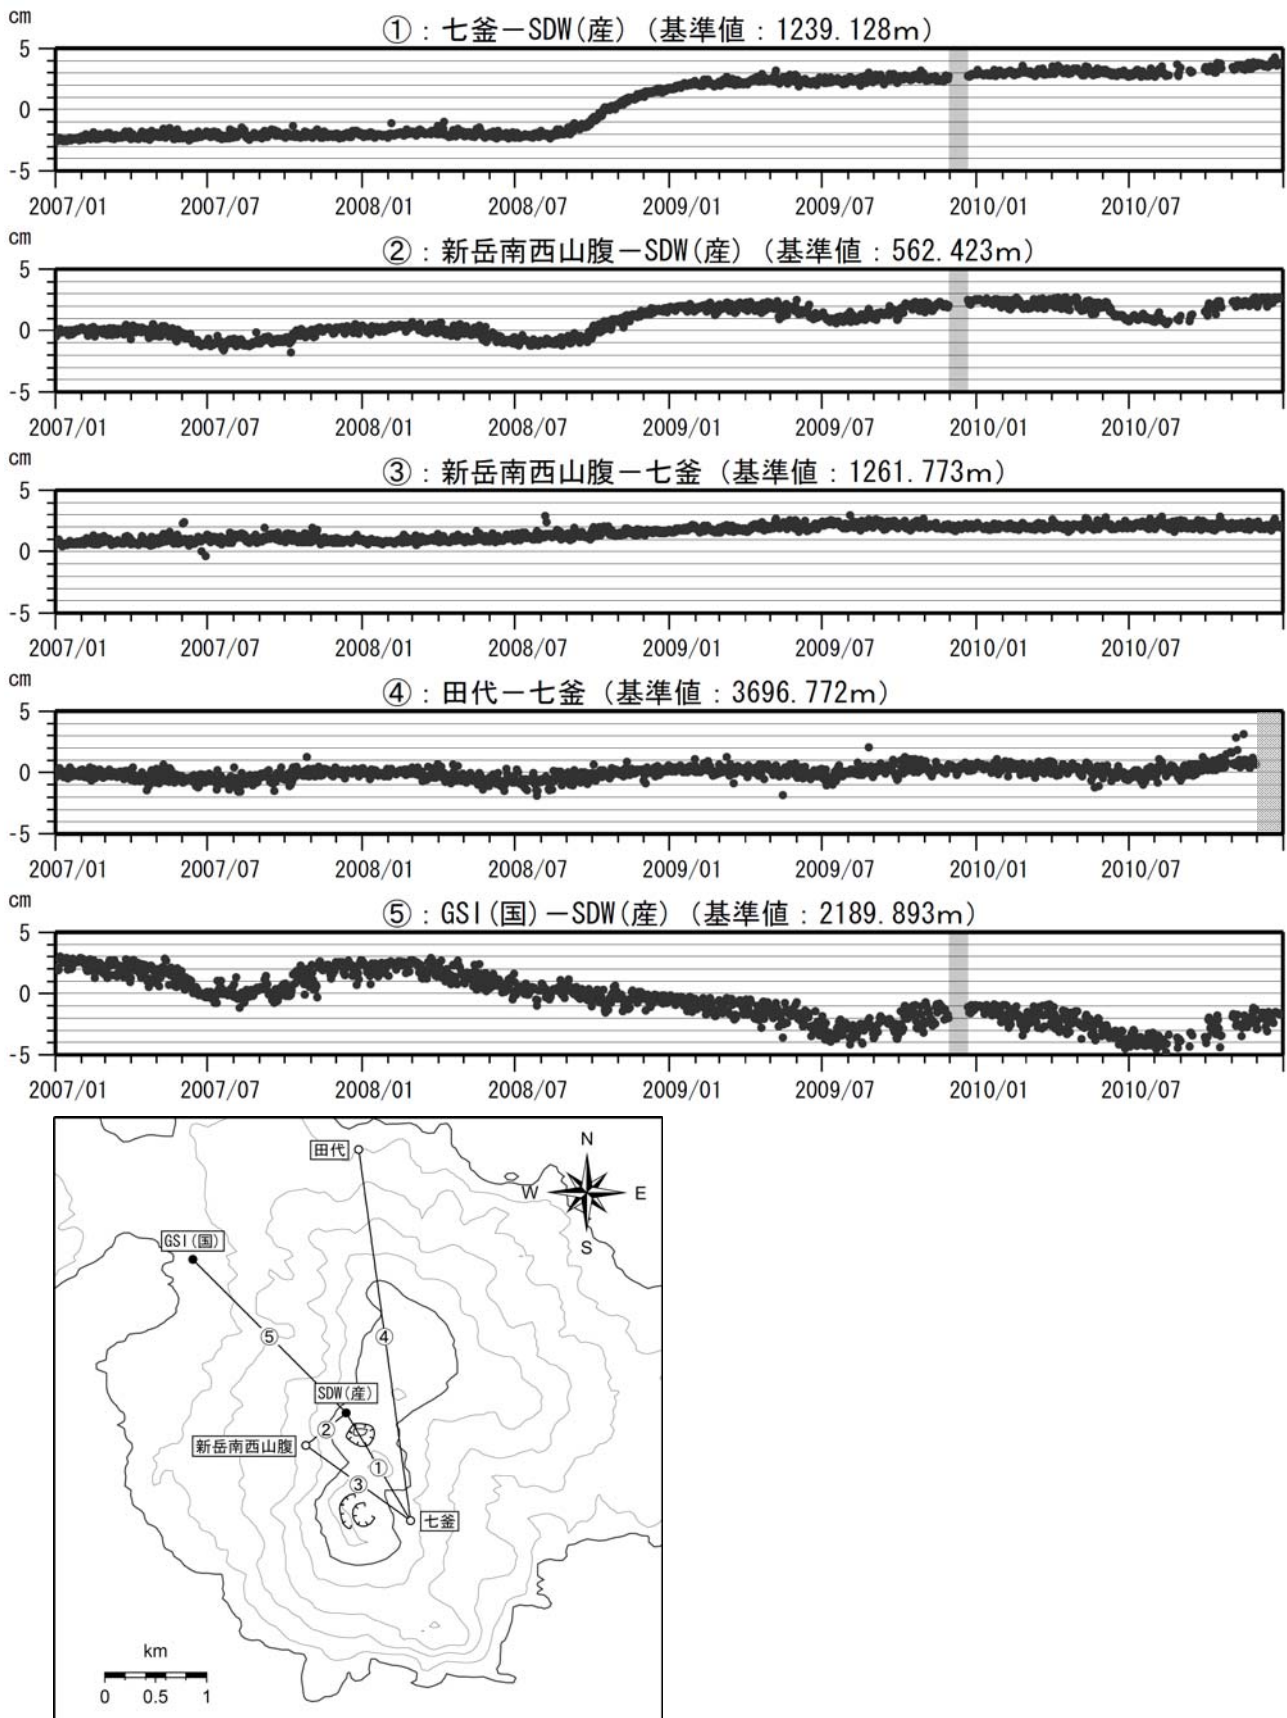 cm
①：七釜－SDW(産) (基準値：1239.128ｍ)
5
0
-5
2007/01 2007/07 2008/01 2008/07 2009/01 2009/07 2010/01 2010/07
cm
②：新岳南西山腹－SDW(産) (基準値：562.423ｍ)
5
0
-5
2007/01 2007/07 2008/01 2008/07 2009/01 2009/07 2010/01 2010/07
cm
③：新岳南西山腹－七釜 (基準値：1261.773ｍ)
5
0
-5
2007/01 2007/07 2008/01 2008/07 2009/01 2009/07 2010/01 2010/07
cm
④：田代－七釜 (基準値：3696.772ｍ)
5
0
-5
2007/01 2007/07 2008/01 2008/07 2009/01 2009/07 2010/01 2010/07
cm
⑤：GSI(国)－SDW(産) (基準値：2189.893ｍ)
5
0
-5
2007/01 2007/07 2008/01 2008/07 2009/01 2009/07 2010/01 2010/07
田代
N
W E
S
GSI(国)
⑤
④
SDW(産)
②
新岳南西山腹
①
③
七釜
km
0 0.5 1